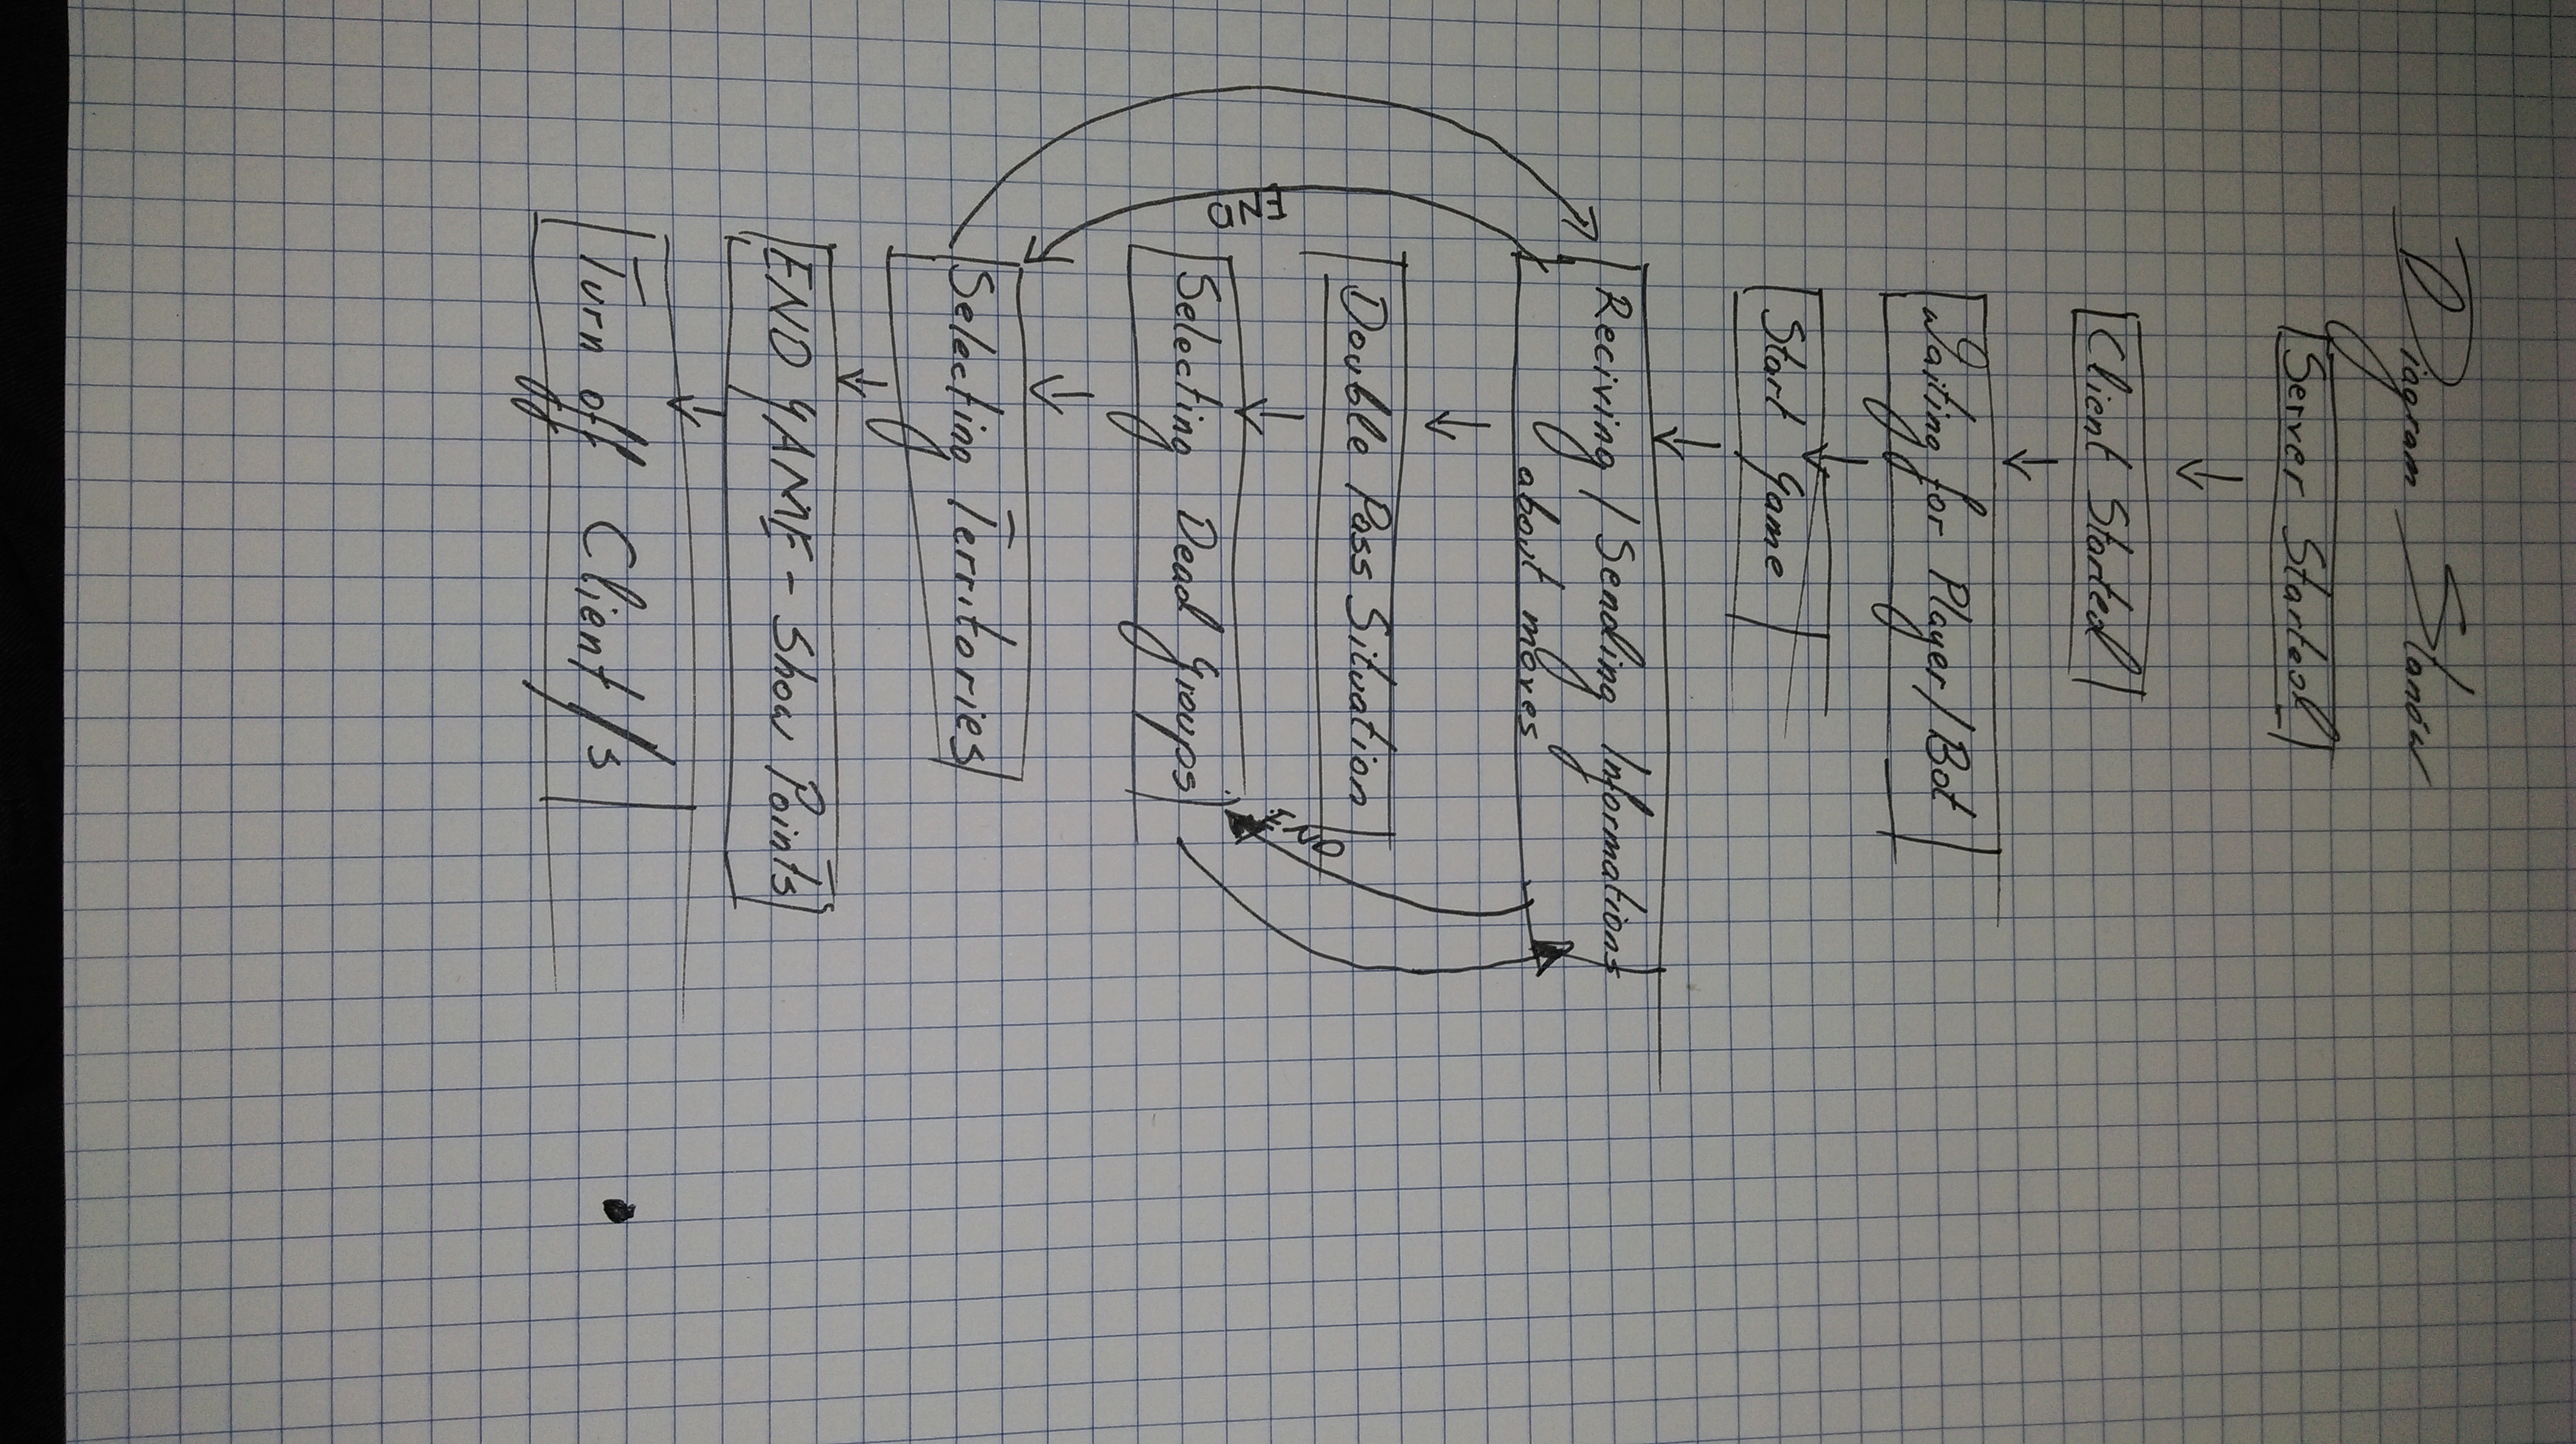 Diagram Stanów
Server Started
Client Started
Waiting for Player/Bot
Start Game
Reciving / Sending Informations
about moves
Double Pass Situation
END
END
Selecting Dead Groups
Selecting Territories
END GAME - Show Points
Turn off Client/s